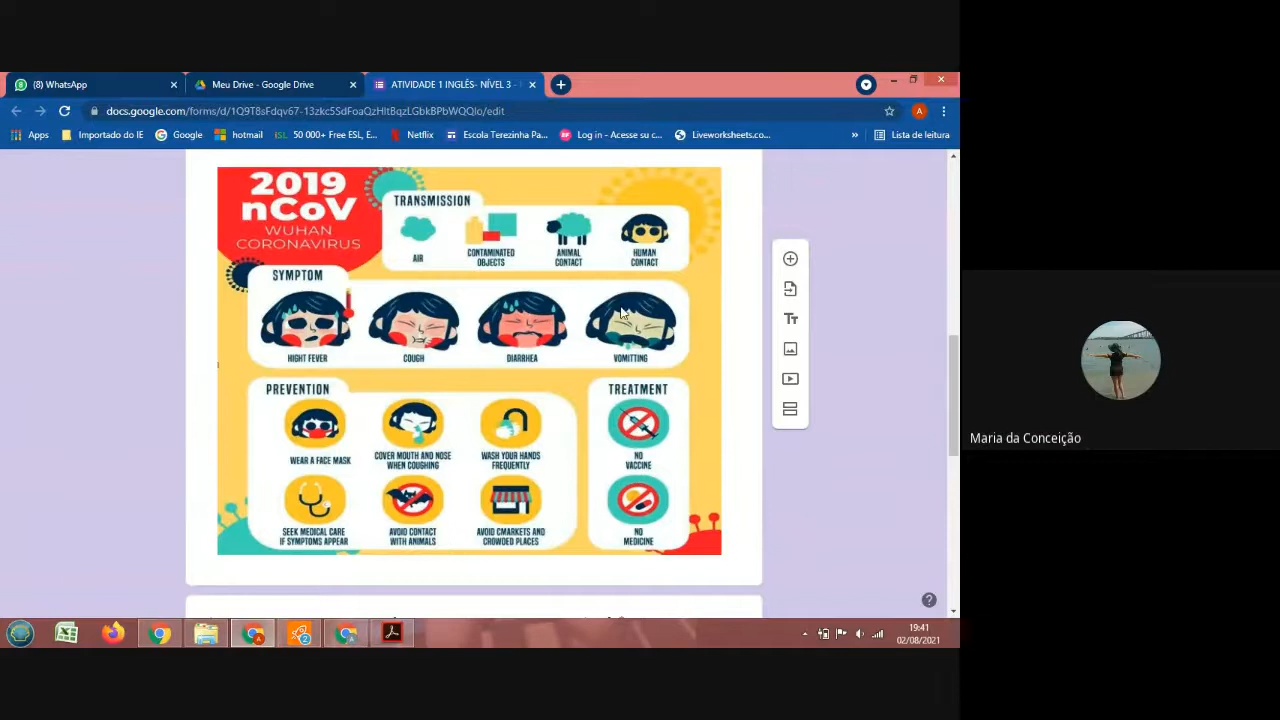 (8) WhatsApp
Meu Drive - Google Drive
ATIVIDADE 1 INGLÊS- NÍVEL 3 -
docs.google.com/forms/d/1Q9T8sFdqv67-13zkc5SdFoaQzHltBqzLGbkBPbWQQIo/edit
A
Apps
Importado do IE
Google
hotmail
iSL 50 000+ Free ESL, E...
Netflix
Escola Terezinha Pa...
Log in - Acesse su c...
Liveworksheets.co...
»
Lista de leitura
2019
nCoV
WUHAN
CORONAVIRUS
TRANSMISSION
AIR
CONTAMINATED
OBJECTS
ANIMAL
CONTACT
HUMAN
CONTACT
SYMPTOM
HIGHT FEVER
COUGH
DIARRHEA
VOMITTING
PREVENTION
WEAR A FACE MASK
COVER MOUTH AND NOSE
WHEN COUGHING
WASH YOUR HANDS
FREQUENTLY
SEEK MEDICAL CARE
IF SYMPTOMS APPEAR
AVOID CONTACT
WITH ANIMALS
AVOID CMARKETS AND
CROWDED PLACES
TREATMENT
NO
VACCINE
NO
MEDICINE
Tт
Maria da Conceição
19:41
02/08/2021